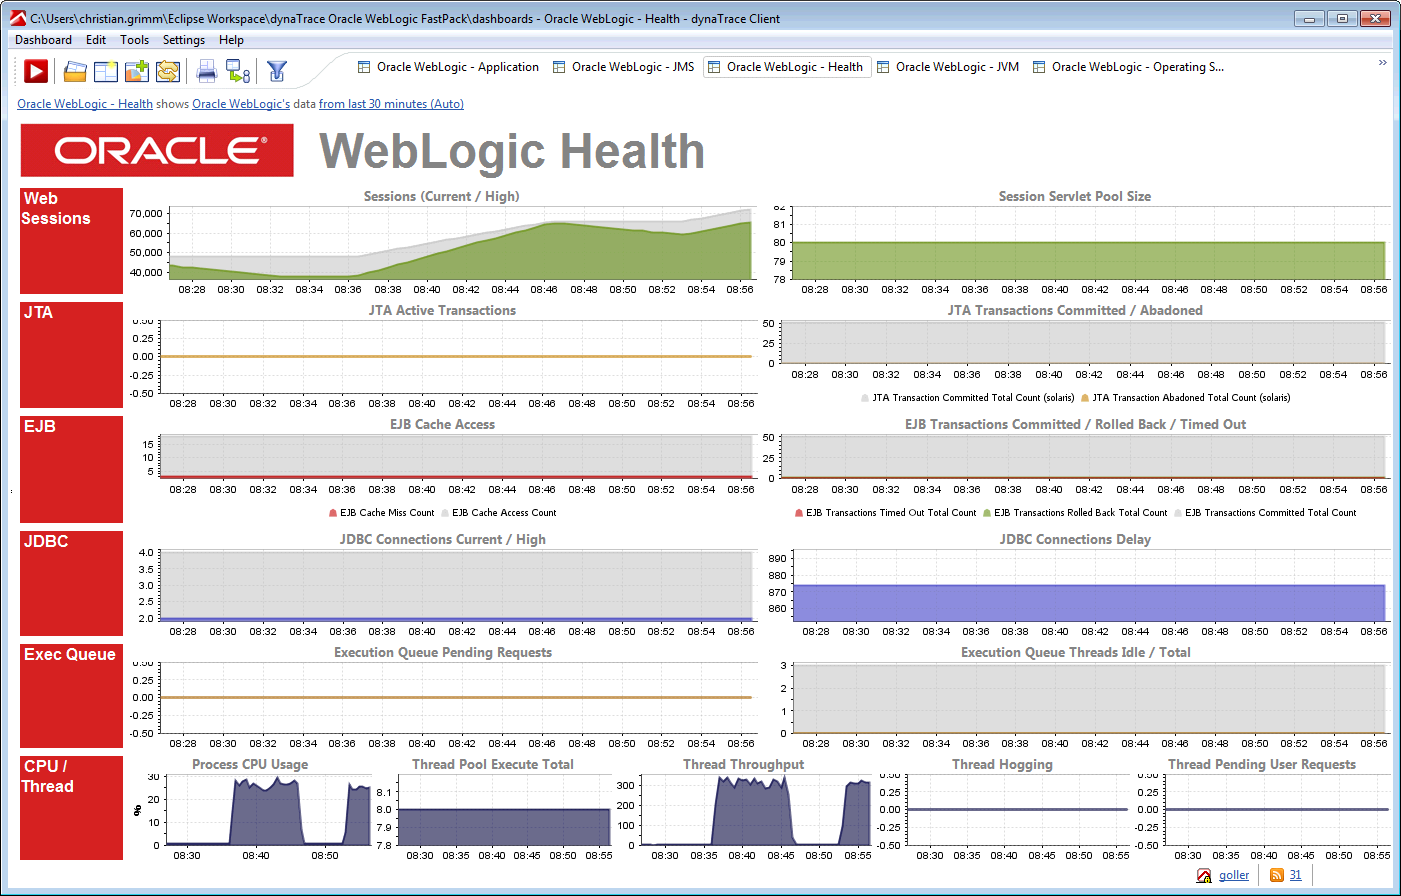 C:\Users\christian.grimm\Eclipse Workspace\dynaTrace Oracle WebLogic FastPack\dashboards - Oracle WebLogic - Health - dynaTrace Client
Dashboard Edit Tools Settings Help
Oracle WebLogic - Application Oracle WebLogic - JMS Oracle WebLogic - Health Oracle WebLogic - JVM Oracle WebLogic - Operating S... »
Oracle WebLogic - Health shows Oracle WebLogic's data from last 30 minutes (Auto)
ORACLE® WebLogic Health
Web Sessions
Sessions (Current / High)
70,000
60,000
50,000
40,000
08:28 08:30 08:32 08:34 08:36 08:38 08:40 08:42 08:44 08:46 08:48 08:50 08:52 08:54 08:56
Session Servlet Pool Size
82
81
80
79
78
08:28 08:30 08:32 08:34 08:36 08:38 08:40 08:42 08:44 08:46 08:48 08:50 08:52 08:54 08:56
JTA
JTA Active Transactions
0.50
0.25
0.00
-0.25
-0.50
08:28 08:30 08:32 08:34 08:36 08:38 08:40 08:42 08:44 08:46 08:48 08:50 08:52 08:54 08:56
JTA Transactions Committed / Abadoned
50
25
0
08:28 08:30 08:32 08:34 08:36 08:38 08:40 08:42 08:44 08:46 08:48 08:50 08:52 08:54 08:56
JTA Transaction Committed Total Count (solaris) JTA Transaction Abadoned Total Count (solaris)
EJB
EJB Cache Access
15
10
5
08:28 08:30 08:32 08:34 08:36 08:38 08:40 08:42 08:44 08:46 08:48 08:50 08:52 08:54 08:56
EJB Cache Miss Count EJB Cache Access Count
EJB Transactions Committed / Rolled Back / Timed Out
50
25
0
08:28 08:30 08:32 08:34 08:36 08:38 08:40 08:42 08:44 08:46 08:48 08:50 08:52 08:54 08:56
EJB Transactions Timed Out Total Count EJB Transactions Rolled Back Total Count EJB Transactions Committed Total Count
JDBC
JDBC Connections Current / High
4.0
3.5
3.0
2.5
2.0
08:28 08:30 08:32 08:34 08:36 08:38 08:40 08:42 08:44 08:46 08:48 08:50 08:52 08:54 08:56
JDBC Connections Delay
890
880
870
860
08:28 08:30 08:32 08:34 08:36 08:38 08:40 08:42 08:44 08:46 08:48 08:50 08:52 08:54 08:56
Exec Queue
Execution Queue Pending Requests
0.50
0.25
0.00
-0.25
-0.50
08:28 08:30 08:32 08:34 08:36 08:38 08:40 08:42 08:44 08:46 08:48 08:50 08:52 08:54 08:56
Execution Queue Threads Idle / Total
3
2
1
0
08:28 08:30 08:32 08:34 08:36 08:38 08:40 08:42 08:44 08:46 08:48 08:50 08:52 08:54 08:56
CPU / Thread
Process CPU Usage
%
30
20
10
0
08:30 08:40 08:50
Thread Pool Execute Total
8.1
8.0
7.9
7.8
08:30 08:35 08:40 08:45 08:50 08:55
Thread Throughput
300
200
100
0
08:30 08:35 08:40 08:45 08:50 08:55
Thread Hogging
0.50
0.25
0.00
-0.25
-0.50
08:30 08:35 08:40 08:45 08:50 08:55
Thread Pending User Requests
0.50
0.25
0.00
-0.25
-0.50
08:30 08:35 08:40 08:45 08:50 08:55
goller 31